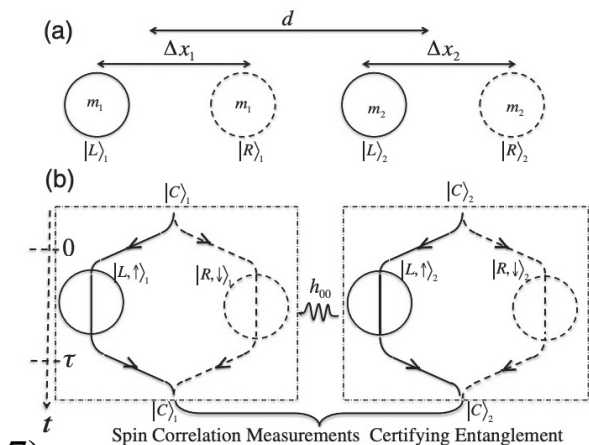 (a)
d
Δx₁ Δx₂
m₁ m₁ m₂ m₂
|L⟩₁ |R⟩₁ |L⟩₂ |R⟩₂
(b)
|C⟩₁ |C⟩₂
0
|L,↑⟩₁ |R,↓⟩₁ |L,↑⟩₂ |R,↓⟩₂
h₀₀
τ
|C⟩₁ |C⟩₂
t
Spin Correlation Measurements Certifying Entanglement